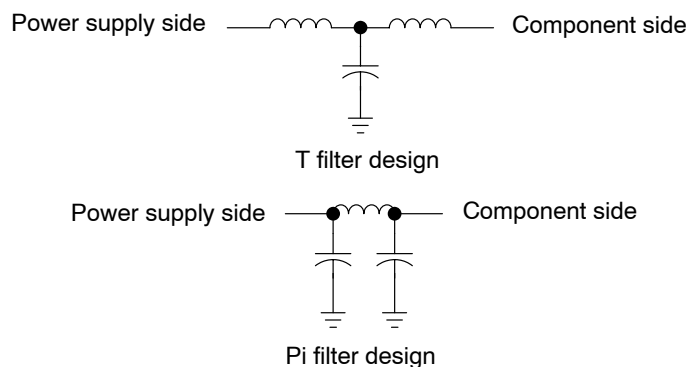 Power supply side
Component side
T filter design
Power supply side
Component side
Pi filter design